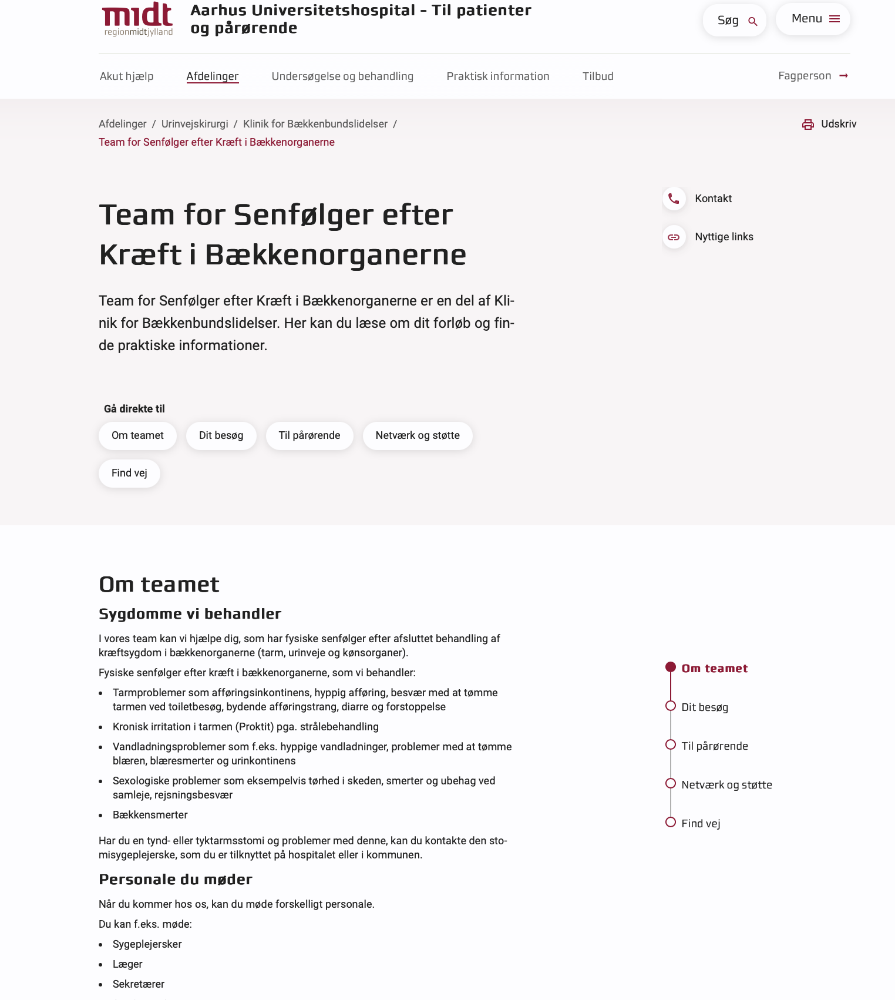 midt
regionmidtjylland
Aarhus Universitetshospital - Til patienter
og pårørende
Søg
Menu
Akut hjælp
Afdelinger
Undersøgelse og behandling
Praktisk information
Tilbud
Fagperson
Afdelinger / Urinvejskirurgi / Klinik for Bækkenbundslidelser /
Team for Senfølger efter Kræft i Bækkenorganerne
Udskriv
Team for Senfølger efter
Kræft i Bækkenorganerne
Team for Senfølger efter Kræft i Bækkenorganerne er en del af Kli-
nik for Bækkenbundslidelser. Her kan du læse om dit forløb og fin-
de praktiske informationer.
Kontakt
Nyttige links
Gå direkte til
Om teamet
Dit besøg
Til pårørende
Netværk og støtte
Find vej
Om teamet
Sygdomme vi behandler
I vores team kan vi hjælpe dig, som har fysiske senfølger efter afsluttet behandling af
kræftsygdom i bækkenorganerne (tarm, urinveje og kønsorganer).
Fysiske senfølger efter kræft i bækkenorganerne, som vi behandler:
• Tarmproblemer som afføringsinkontinens, hyppig afføring, besvær med at tømme
tarmen ved toiletbesøg, bydende afføringstrang, diarre og forstoppelse
• Kronisk irritation i tarmen (Proktit) pga. strålebehandling
• Vandladningsproblemer som f.eks. hyppige vandladninger, problemer med at tømme
blæren, blæresmerter og urinkontinens
• Sexologiske problemer som eksempelvis tørhed i skeden, smerter og ubehag ved
samleje, rejsningsbesvær
• Bækkensmerter
Har du en tynd- eller tyktarmsstomi og problemer med denne, kan du kontakte den sto-
misygeplejerske, som du er tilknyttet på hospitalet eller i kommunen.
Personale du møder
Når du kommer hos os, kan du møde forskelligt personale.
Du kan f.eks. møde:
• Sygeplejersker
• Læger
• Sekretærer
Om teamet
Dit besøg
Til pårørende
Netværk og støtte
Find vej